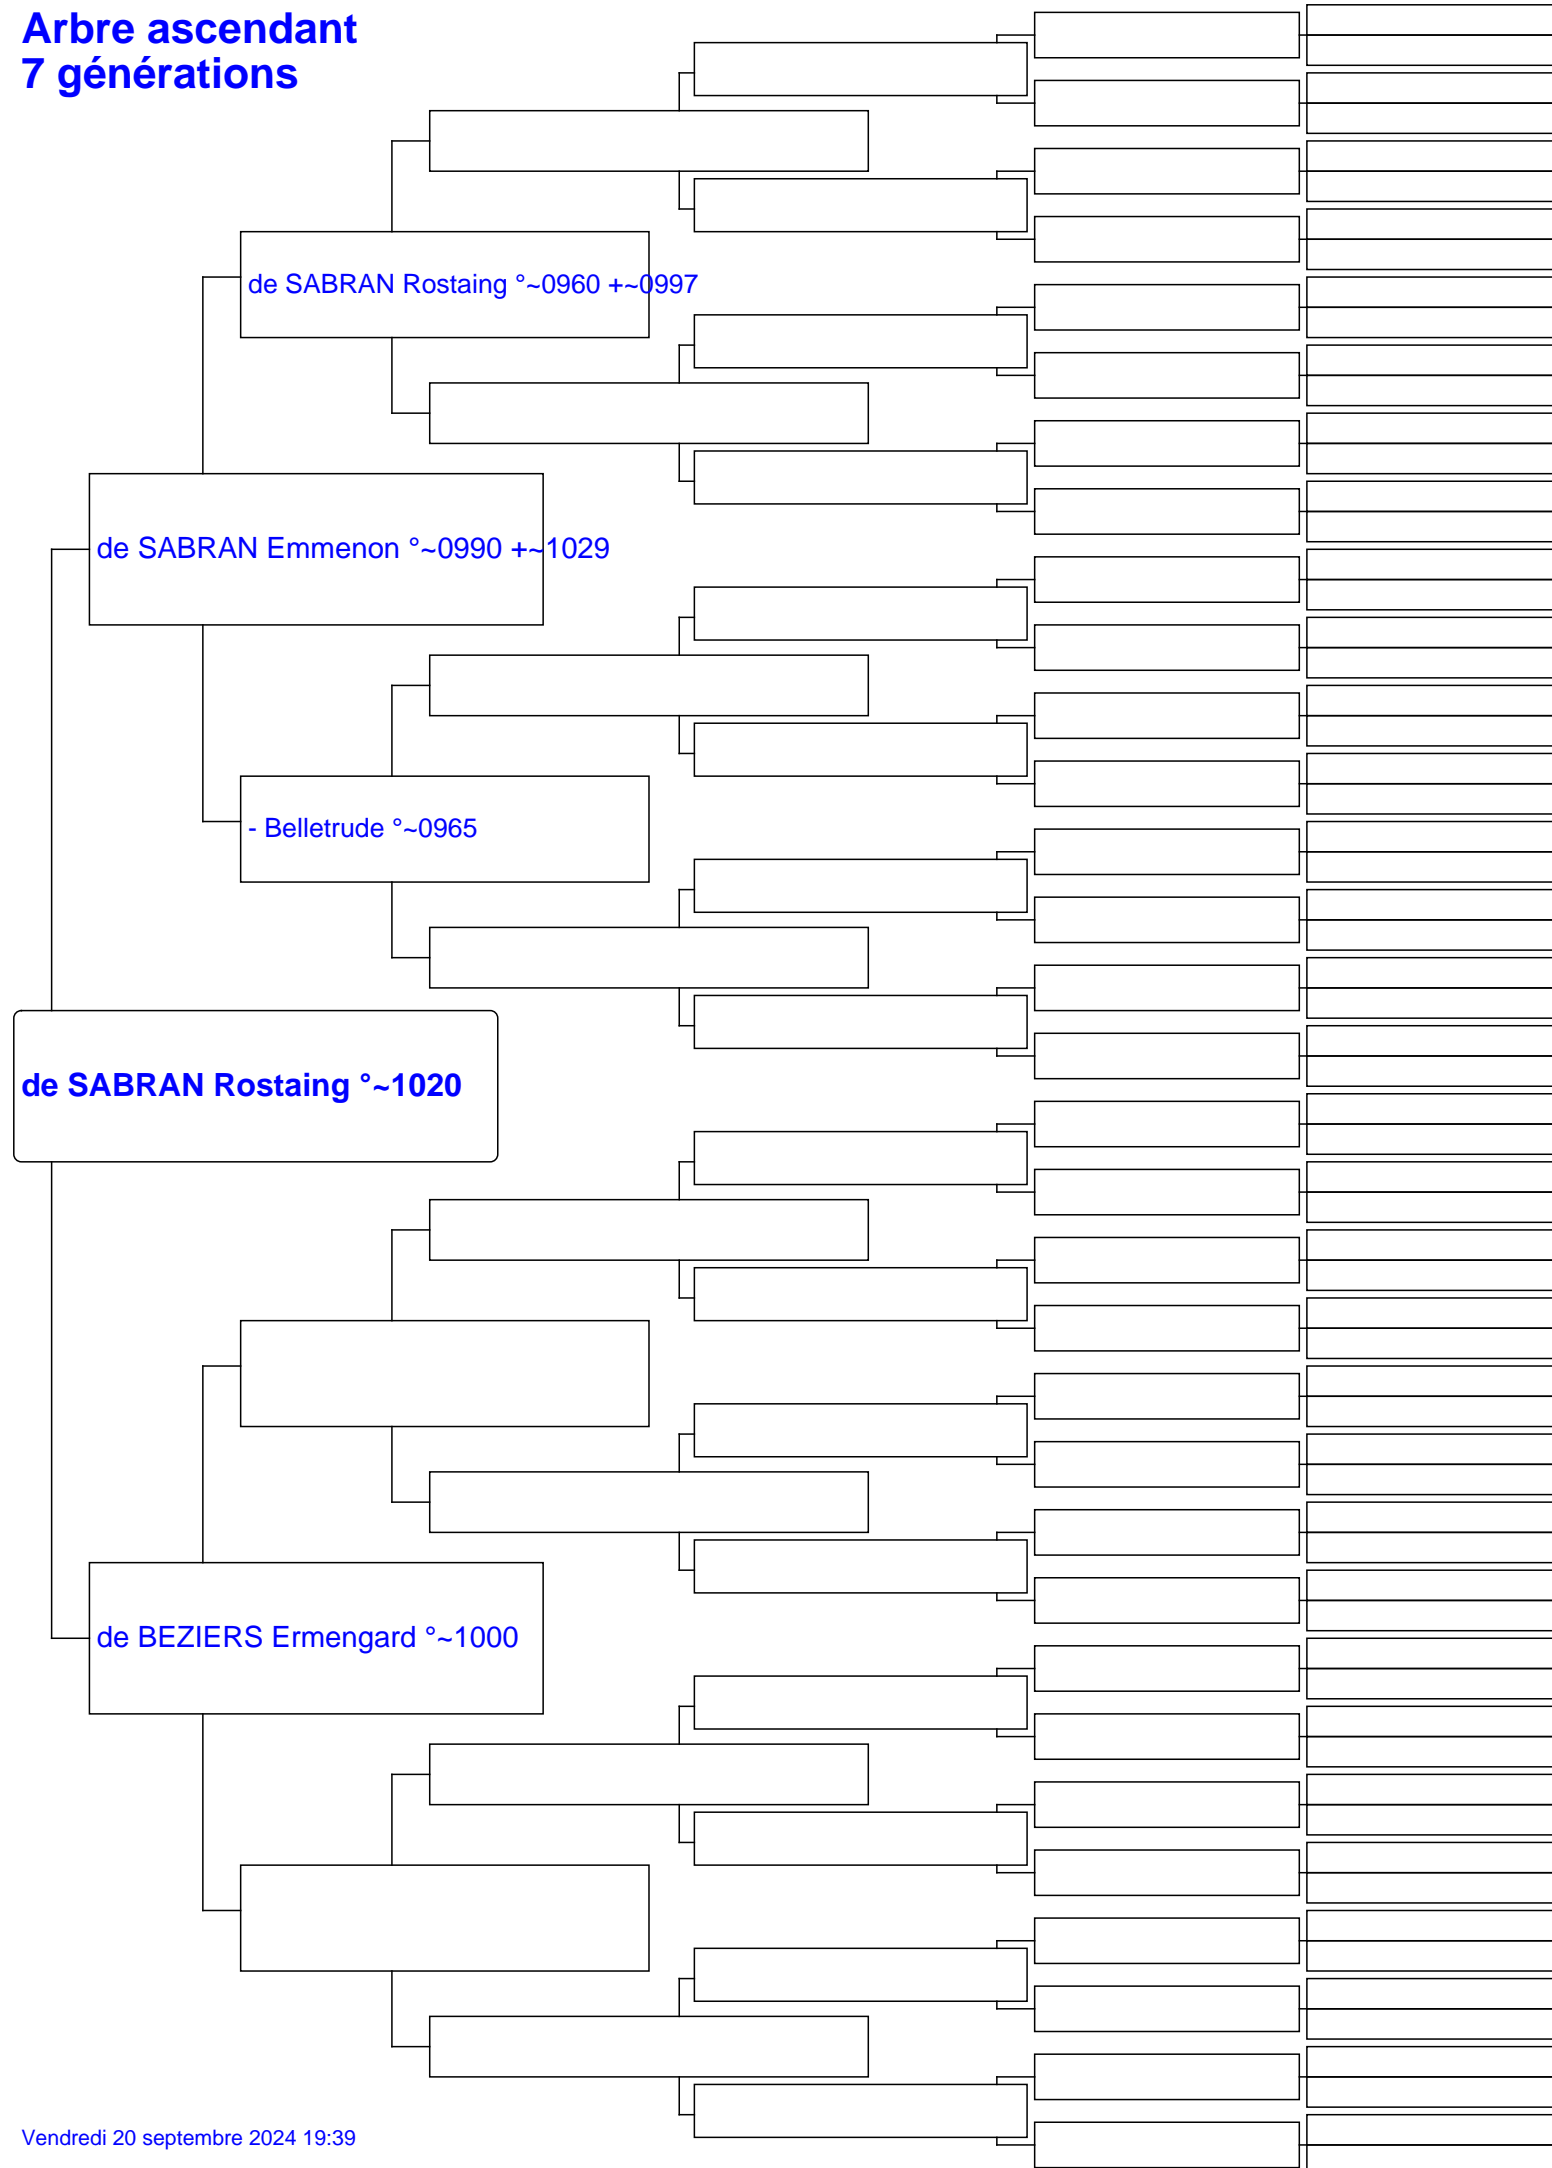 Arbre ascendant
7 générations
de SABRAN Rostaing °~0960 +~0997
de SABRAN Emmenon °~0990 +~1029
- Belletrude °~0965
de SABRAN Rostaing °~1020
de BEZIERS Ermengard °~1000
Vendredi 20 septembre 2024 19:39